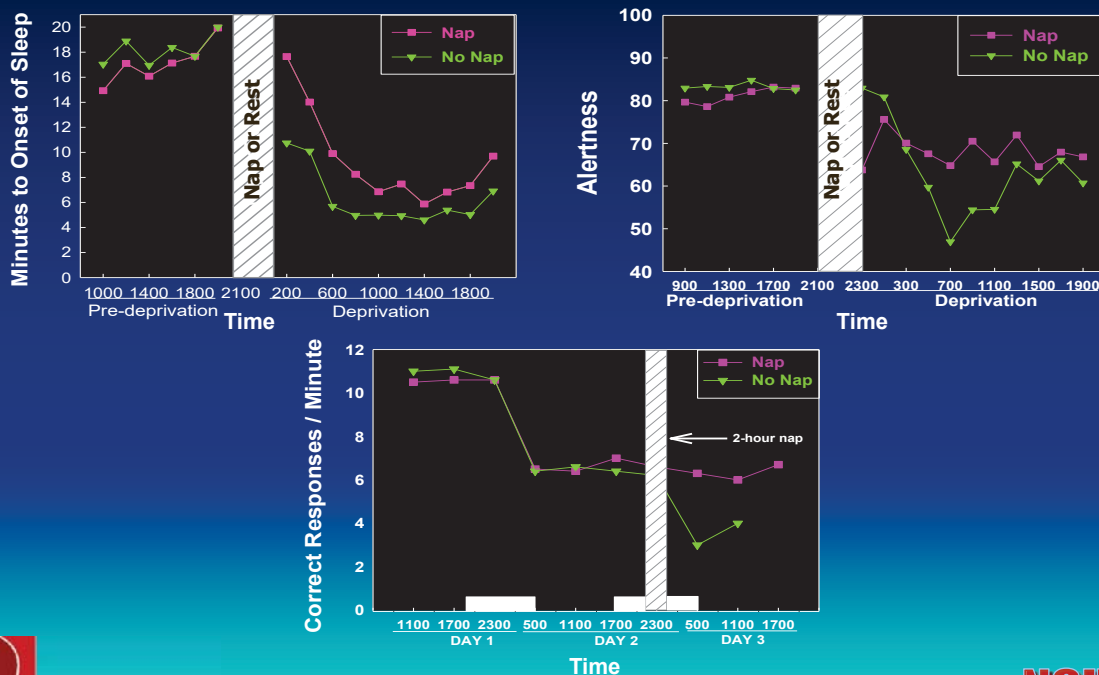 Minutes to Onset of Sleep
20
18
16
14
12
10
8
6
4
2
0
Nap
No Nap
Nap or Rest
1000 1400 1800 2100 200 600 1000 1400 1800
Pre-deprivation
Deprivation
Time
Alertness
100
90
80
70
60
50
40
Nap
No Nap
Nap or Rest
900 1300 1700 2100 2300 300 700 1100 1500 1900
Pre-deprivation
Deprivation
Time
Correct Responses / Minute
12
10
8
6
4
2
0
Nap
No Nap
2-hour nap
1100 1700 2300 500 1100 1700 2300 500 1100 1700
DAY 1 DAY 2 DAY 3
Time